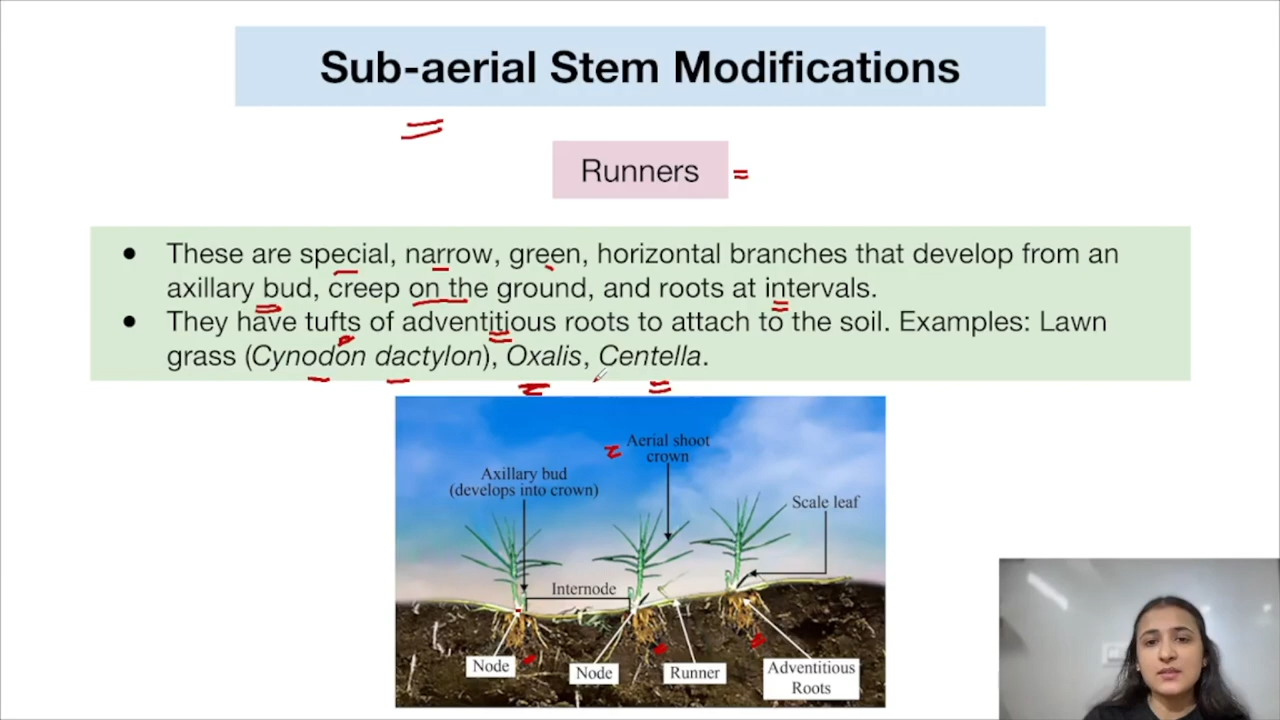 Sub-aerial Stem Modifications
Runners
● These are special, narrow, green, horizontal branches that develop from an
axillary bud, creep on the ground, and roots at intervals.
● They have tufts of adventitious roots to attach to the soil. Examples: Lawn
grass (Cynodon dactylon), Oxalis, Centella.
Aerial shoot
crown
Axillary bud
(develops into crown)
Scale leaf
Internode
Node
Node
Runner
Adventitious
Roots